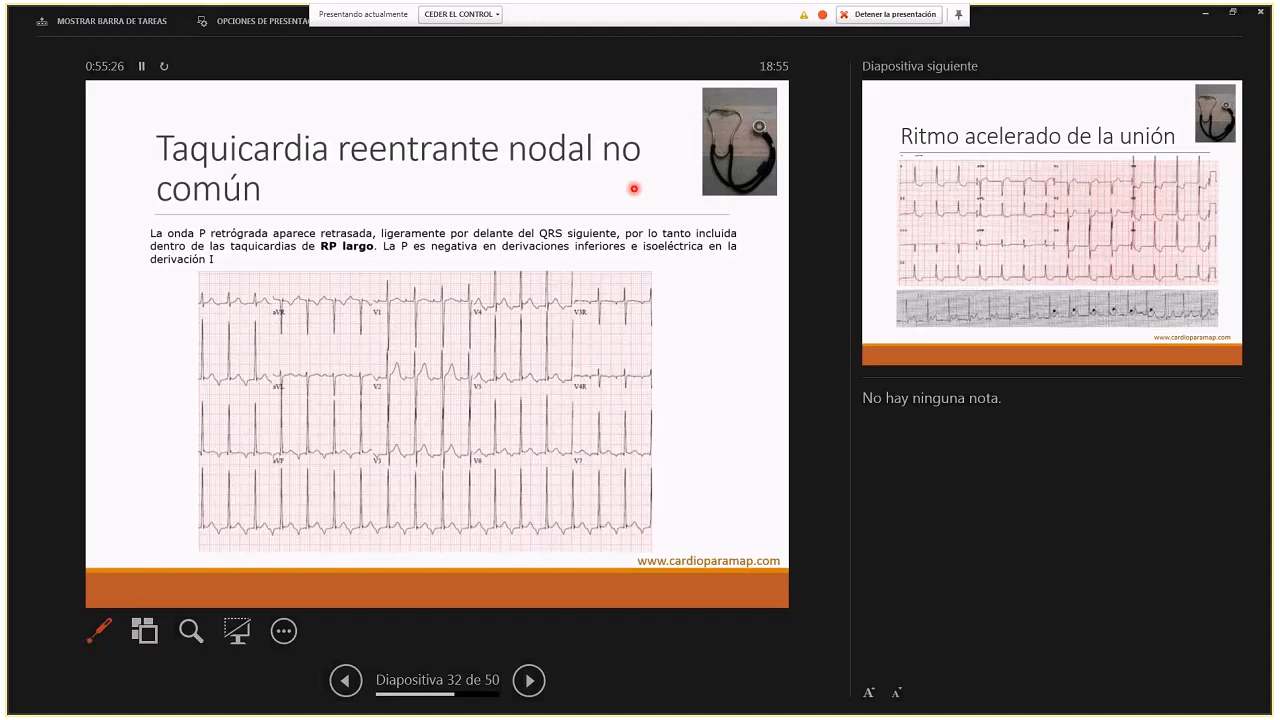 MOSTRAR BARRA DE TAREAS
OPCIONES DE PRESENTA
Presentando actualmente
CEDER EL CONTROL
Detener la presentación
0:55:26
18:55
Taquicardia reentrante nodal no
común
La onda P retrógrada aparece retrasada, ligeramente por delante del QRS siguiente, por lo tanto incluida
dentro de las taquicardias de RP largo. La P es negativa en derivaciones inferiores e isoeléctrica en la
derivación I
aVR
V1
V4
V3R
aVL
V2
V5
V4R
aVF
V3
V6
V7
www.cardioparamap.com
Diapositiva 32 de 50
Diapositiva siguiente
Ritmo acelerado de la unión
www.cardioparamap.com
No hay ninguna nota.
A
A